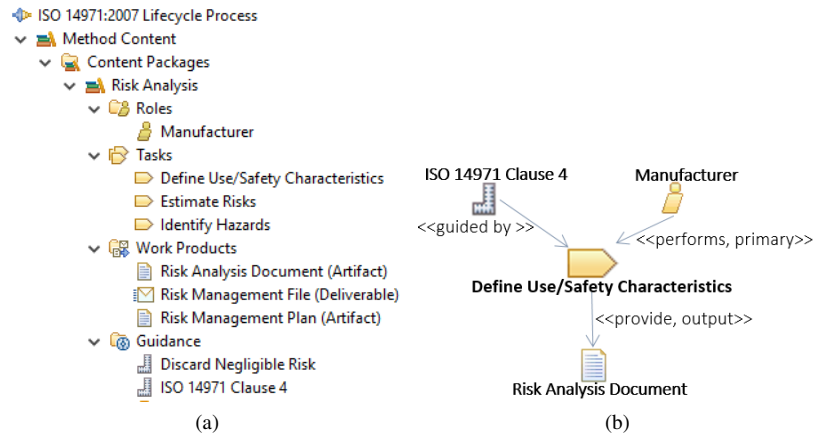 ISO 14971:2007 Lifecycle Process
Method Content
Content Packages
Risk Analysis
Roles
Manufacturer
Tasks
Define Use/Safety Characteristics
Estimate Risks
Identify Hazards
Work Products
Risk Analysis Document (Artifact)
Risk Management File (Deliverable)
Risk Management Plan (Artifact)
Guidance
Discard Negligible Risk
ISO 14971 Clause 4
(a)
ISO 14971 Clause 4
Manufacturer
<<guided by >>
<<performs, primary>>
Define Use/Safety Characteristics
<<provide, output>>
Risk Analysis Document
(b)